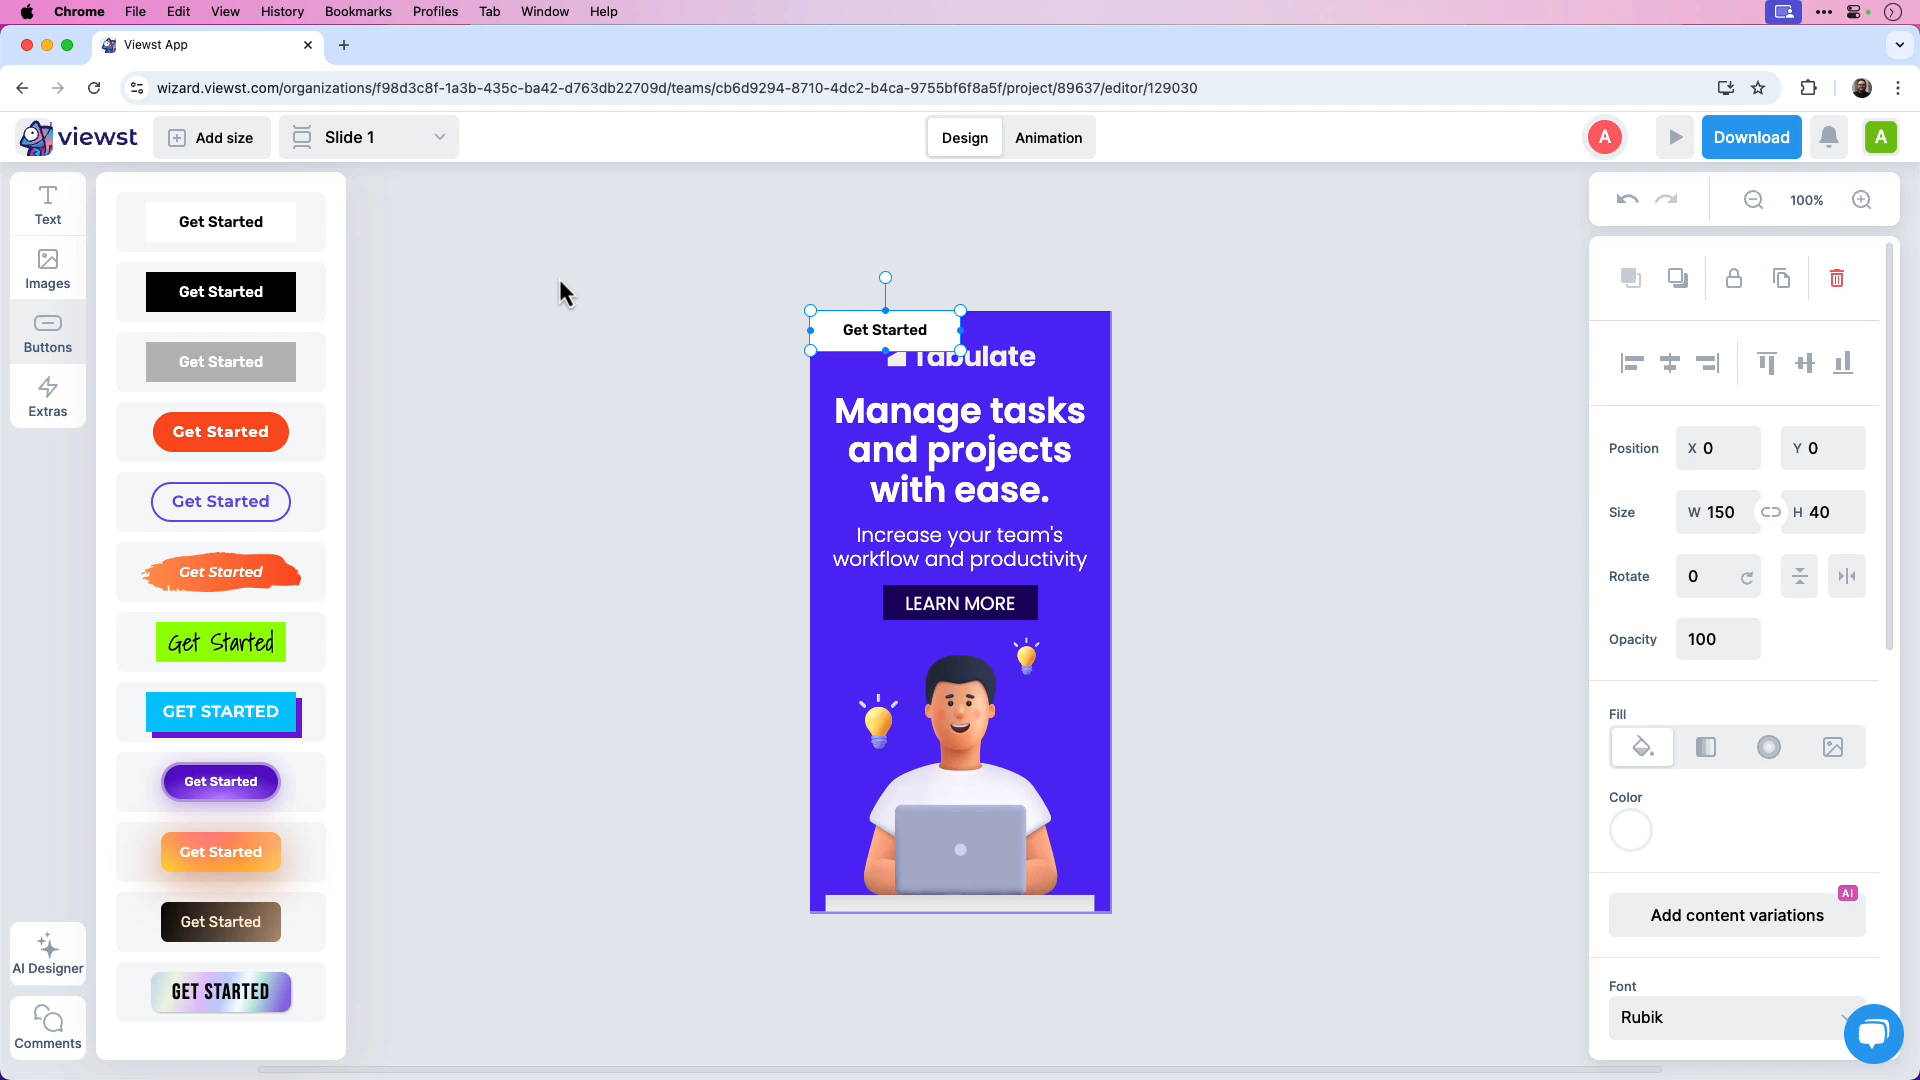 Chrome File Edit View History Bookmarks Profiles Tab Window Help
Viewst App
wizard.viewst.com/organizations/f98d3c8f-1a3b-435c-ba42-d763db22709d/teams/cb6d9294-8710-4dc2-b4ca-9755bf6f8a5f/project/89637/editor/129030
viewst
Add size
Slide 1
Design
Animation
A
Download
A
Text
Images
Buttons
Extras
AI Designer
Comments
Get Started
Get Started
Get Started
Get Started
Get Started
Get Started
Get Started
GET STARTED
Get Started
Get Started
Get Started
GET STARTED
Get Started
Tabulate
Manage tasks
and projects
with ease.
Increase your team's
workflow and productivity
LEARN MORE
100%
Position X 0 Y 0
Size W 150 H 40
Rotate 0
Opacity 100
Fill
Color
AI
Add content variations
Font
Rubik